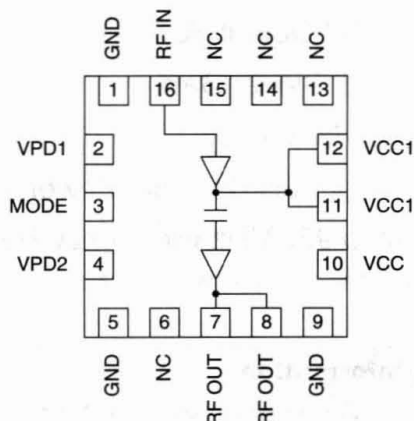 GND
RF IN
NC
NC
NC
1
16
15
14
13
VPD1
2
12
VCC1
MODE
3
11
VCC1
VPD2
4
10
VCC
5
6
7
8
9
GND
NC
RF OUT
RF OUT
GND